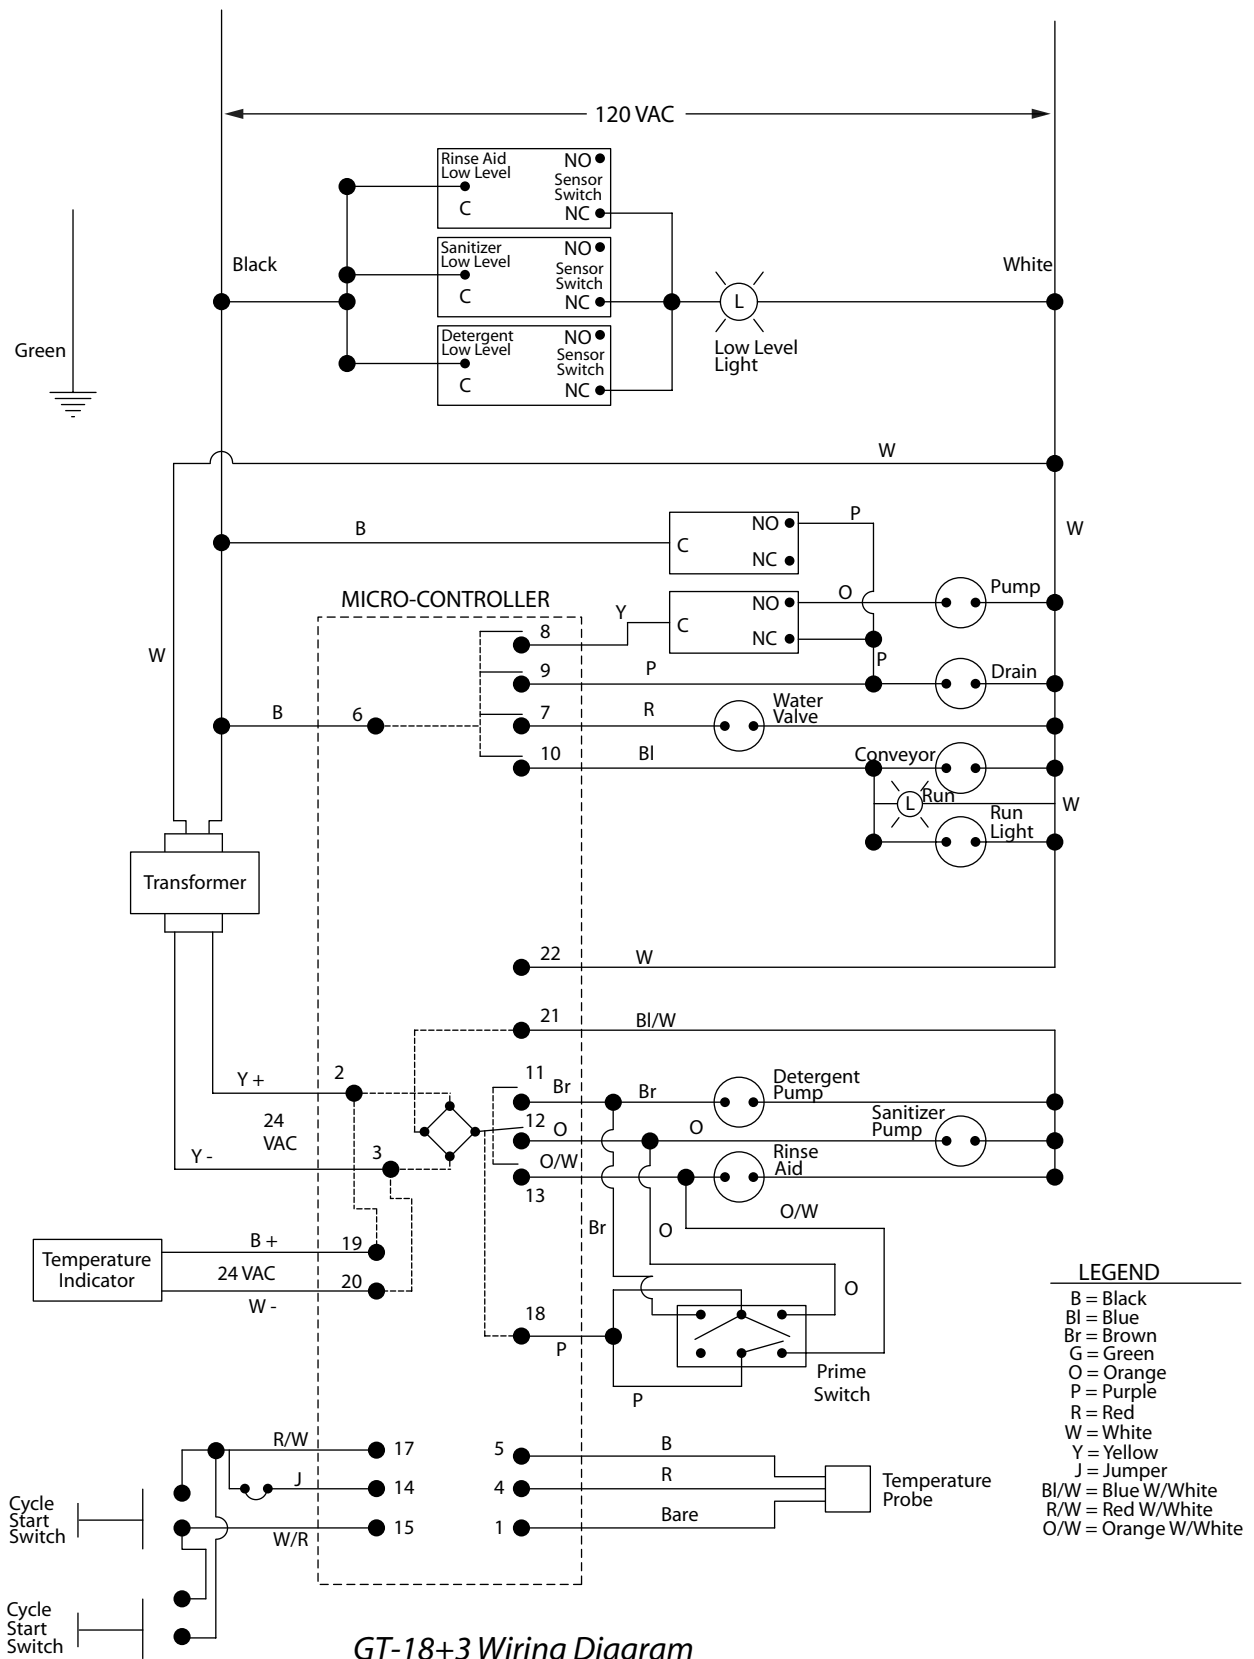 120 VAC
Rinse Aid
Low Level
C
NO
Sensor
Switch
NC
Sanitizer
Low Level
C
NO
Sensor
Switch
NC
Detergent
Low Level
C
NO
Sensor
Switch
NC
Black
White
Green
L
Low Level
Light
W
B
C
NO
NC
P
W
MICRO-CONTROLLER
Y
C
NO
NC
O
Pump
W
8
9
P
P
Drain
B
6
7
R
Water
Valve
10
Bl
Conveyor
L
Run
W
Run
Light
Transformer
22
W
21
Bl/W
Y +
2
11
Br
Br
Detergent
Pump
24
VAC
12
O
O
Sanitizer
Pump
Y -
3
O/W
13
Rinse
Aid
Br
O
O/W
B +
19
Temperature
Indicator
24 VAC
20
W -
O
18
P
P
Prime
Switch
LEGEND
B = Black
Bl = Blue
Br = Brown
G = Green
O = Orange
P = Purple
R = Red
W = White
Y = Yellow
J = Jumper
Bl/W = Blue W/White
R/W = Red W/White
O/W = Orange W/White
R/W
17
5
B
J
14
4
R
Temperature
Probe
Cycle
Start
Switch
W/R
15
1
Bare
Cycle
Start
Switch
GT-18+3 Wiring Diagram